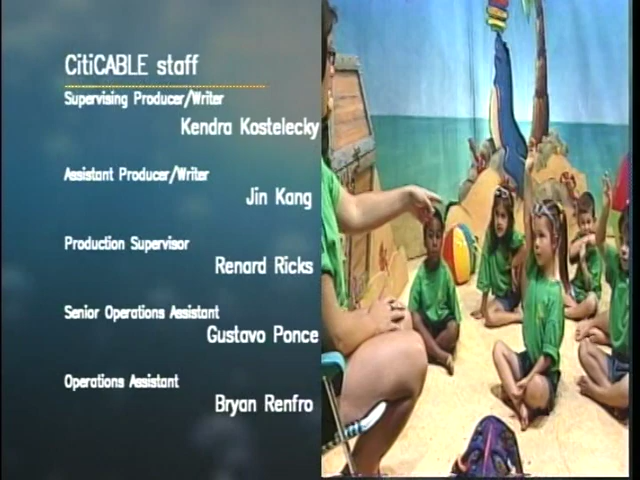 CitiCABLE staff
Supervising Producer/Writer
Kendra Kostelecky
Assistant Producer/Writer
Jin Kang
Production Supervisor
Renard Ricks
Senior Operations Assistant
Gustavo Ponce
Operations Assistant
Bryan Renfro